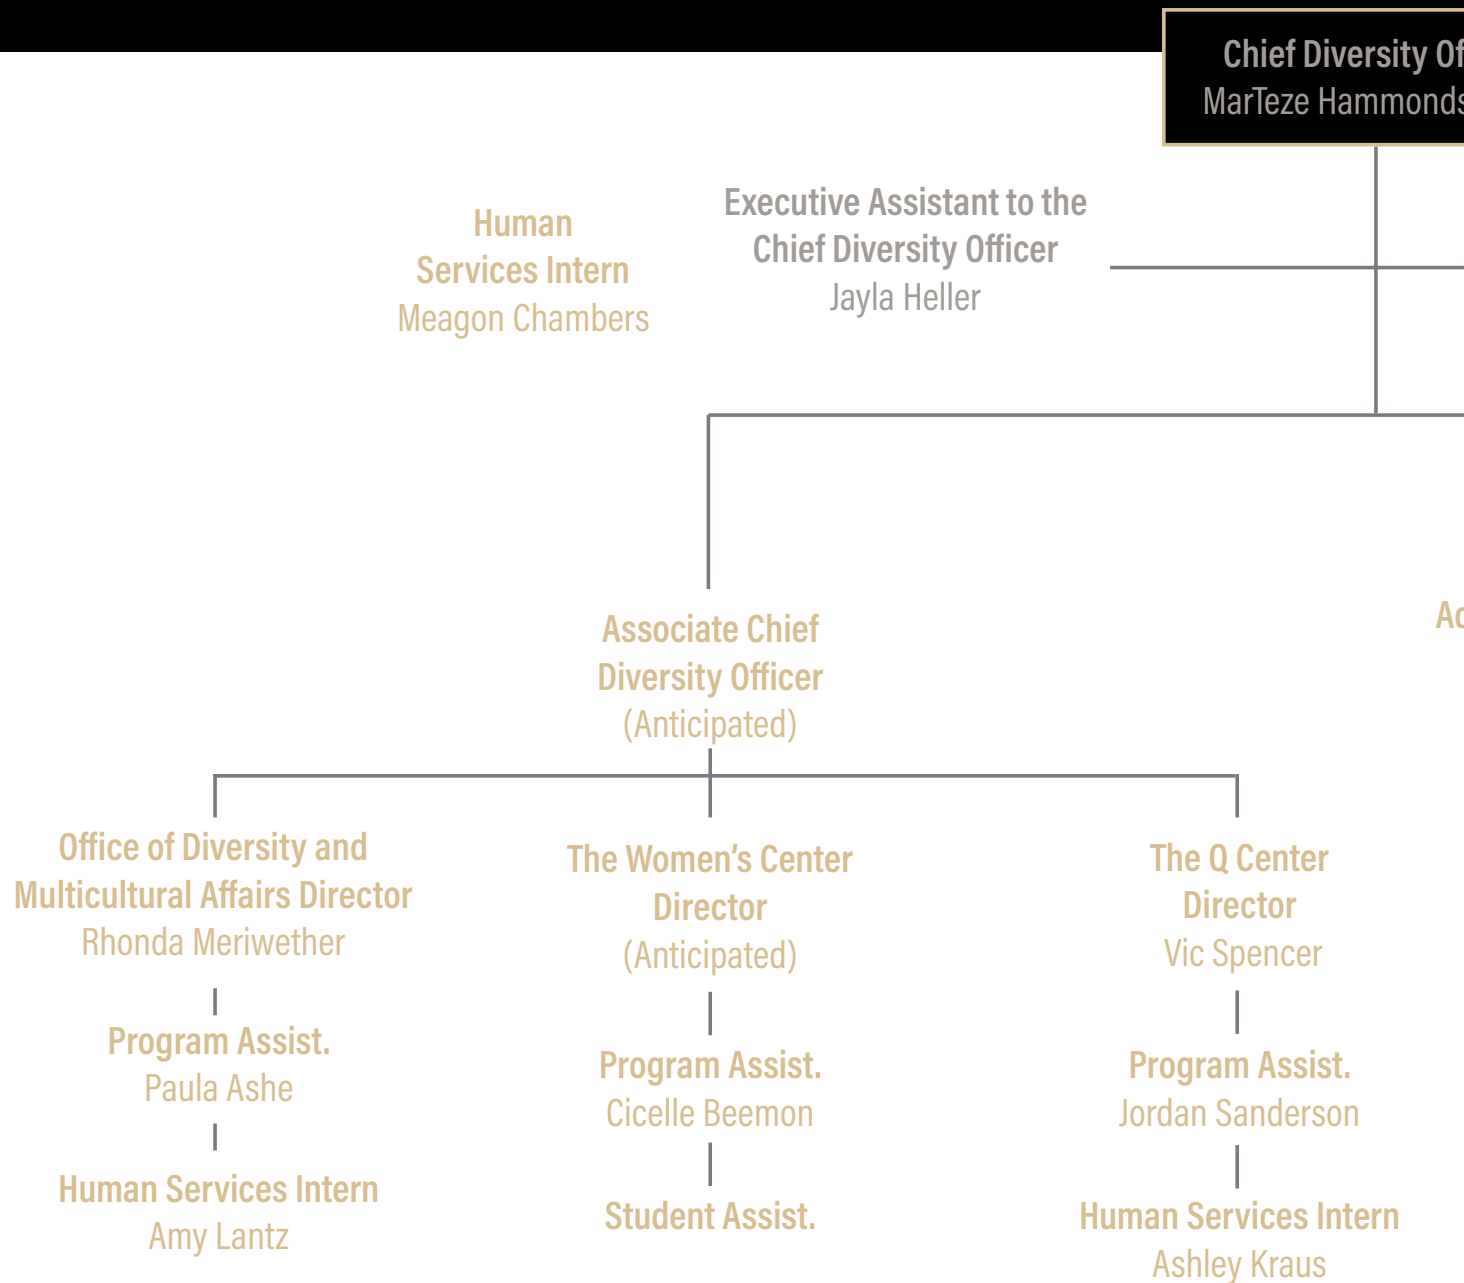 Chief Diversity
MarTeze Hammonds
Executive Assistant to the
Chief Diversity Officer
Jayla Heller
Human
Services Intern
Meagon Chambers
Associate Chief
Diversity Officer
(Anticipated)
Office of Diversity and
Multicultural Affairs Director
Rhonda Meriwether
Program Assist.
Paula Ashe
Human Services Intern
Amy Lantz
The Women’s Center
Director
(Anticipated)
Program Assist.
Cicelle Beemon
Student Assist.
The Q Center
Director
Vic Spencer
Program Assist.
Jordan Sanderson
Human Services Intern
Ashley Kraus